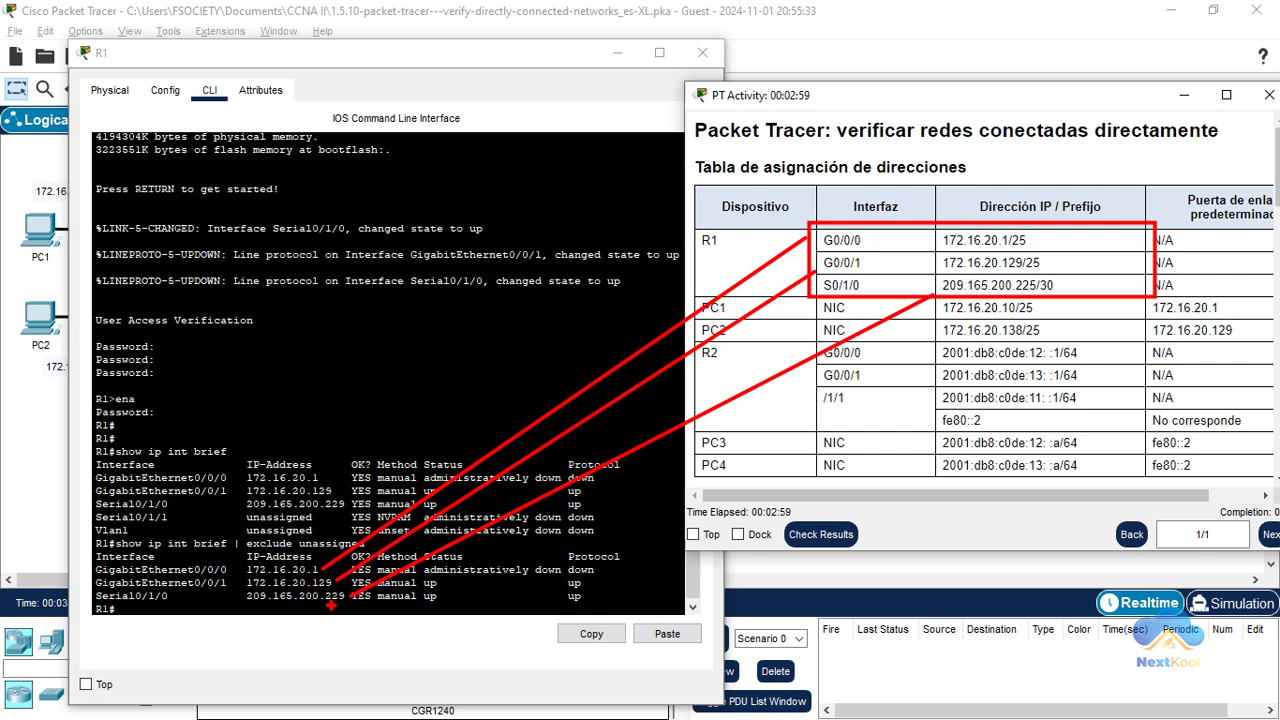 Cisco Packet Tracer - C:\Users\FSOCIETY\Documents\CCNA II\1.5.10-packet-tracer---verify-directly-connected-networks_es-XL.pka - Guest - 2024-11-01 20:55:33
File Edit Options View Tools Extensions Window Help
R1
Physical Config CLI Attributes
IOS Command Line Interface
4194304K bytes of physical memory.
3223551K bytes of flash memory at bootflash:.
Press RETURN to get started!
%LINK-5-CHANGED: Interface Serial0/1/0, changed state to up
%LINEPROTO-5-UPDOWN: Line protocol on Interface GigabitEthernet0/0/1, changed state to up
%LINEPROTO-5-UPDOWN: Line protocol on Interface Serial0/1/0, changed state to up
User Access Verification
Password:
Password:
Password:
R1>ena
Password:
R1#
R1#
R1#show ip int brief
Interface IP-Address OK? Method Status Protocol
GigabitEthernet0/0/0 172.16.20.1 YES manual administratively down down
GigabitEthernet0/0/1 172.16.20.129 YES manual up up
Serial0/1/0 209.165.200.229 YES manual up up
Serial0/1/1 unassigned YES NVRAM administratively down down
Vlan1 unassigned YES unset administratively down down
R1#show ip int brief | exclude unassigned
Interface IP-Address OK? Method Status Protocol
GigabitEthernet0/0/0 172.16.20.1 YES manual administratively down down
GigabitEthernet0/0/1 172.16.20.129 YES manual up up
Serial0/1/0 209.165.200.229 YES manual up up
R1#
Copy Paste
Top
Logica
172.16
PC1
PC2
172.1
Time: 00:03
CGR1240
PT Activity: 00:02:59
Packet Tracer: verificar redes conectadas directamente
Tabla de asignación de direcciones
Dispositivo Interfaz Dirección IP / Prefijo Puerta de enla
predeterminad
R1 G0/0/0 172.16.20.1/25 N/A
G0/0/1 172.16.20.129/25 N/A
S0/1/0 209.165.200.225/30 N/A
PC1 NIC 172.16.20.10/25 172.16.20.1
PC2 NIC 172.16.20.138/25 172.16.20.129
R2 G0/0/0 2001:db8:c0de:12: :1/64 N/A
G0/0/1 2001:db8:c0de:13: :1/64 N/A
/1/1 2001:db8:c0de:11: :1/64 N/A
fe80::2 No corresponde
PC3 NIC 2001:db8:c0de:12: :a/64 fe80::2
PC4 NIC 2001:db8:c0de:13: :a/64 fe80::2
Time Elapsed: 00:02:59 Completion: 0
Top Dock Check Results Back 1/1 Nex
Realtime Simulation
Scenario 0 Fire Last Status Source Destination Type Color Time(sec) Periodic Num Edit
Delete
PDU List Window
NextKool